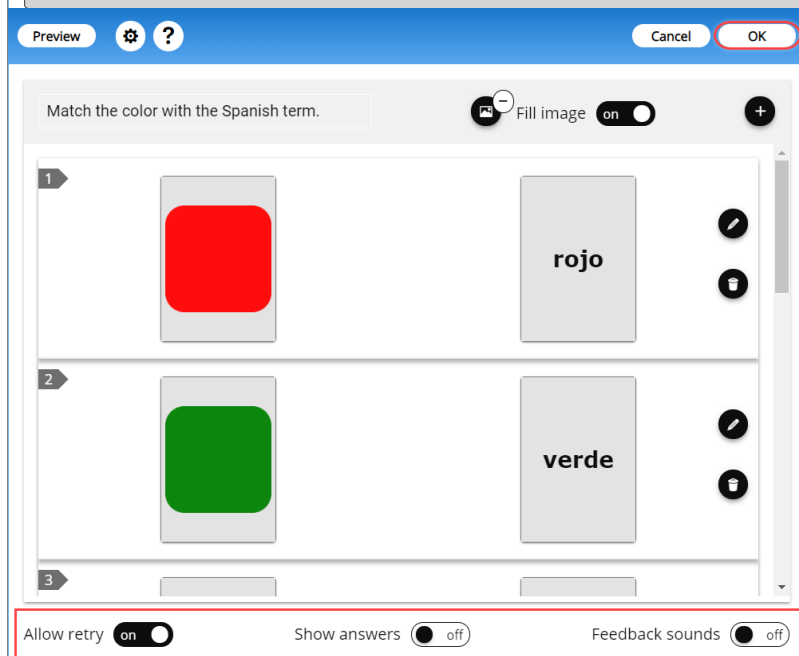 Preview ? Cancel OK
Match the color with the Spanish term. Fill image on
1
rojo
2
verde
3
Allow retry on Show answers off Feedback sounds off